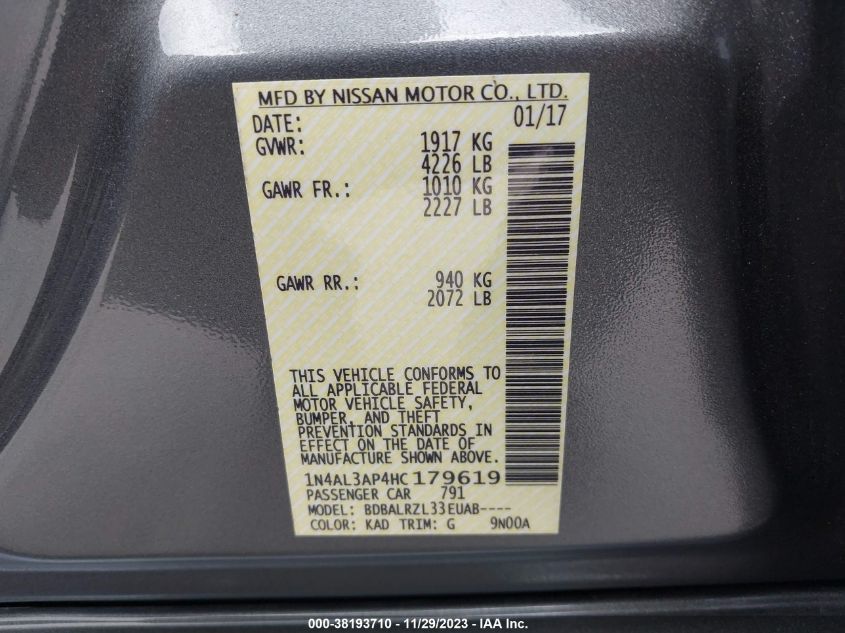 MFD BY NISSAN MOTOR CO., LTD.
DATE: 01/17
GVWR: 1917 KG
4226 LB
GAWR FR.: 1010 KG
2227 LB
GAWR RR.: 940 KG
2072 LB
THIS VEHICLE CONFORMS TO
ALL APPLICABLE FEDERAL
MOTOR VEHICLE SAFETY,
BUMPER, AND THEFT
PREVENTION STANDARDS IN
EFFECT ON THE DATE OF
MANUFACTURE SHOWN ABOVE.
1N4AL3AP4HC179619
PASSENGER CAR 791
MODEL: BDBALRZL33EUAB----
COLOR: KAD TRIM: G 9N00A
000-38193710 - 11/29/2023 - IAA Inc.